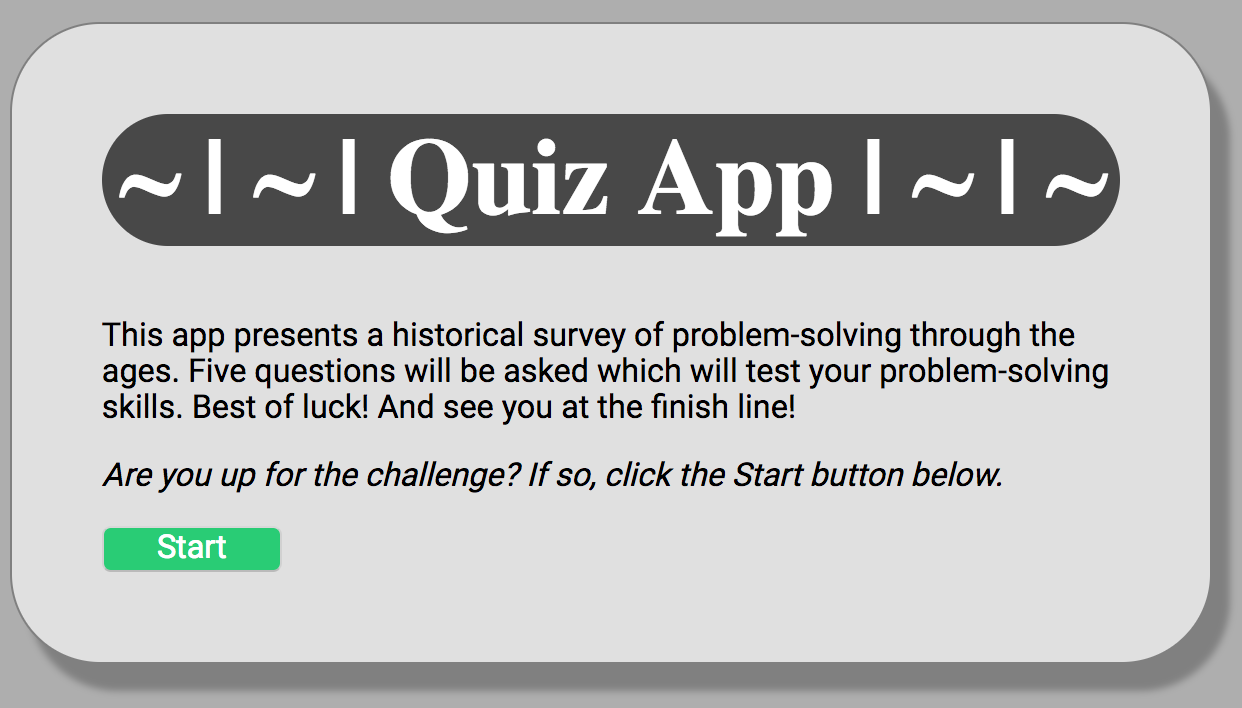 ~ | ~ | Quiz App | ~ | ~
This app presents a historical survey of problem-solving through the
ages. Five questions will be asked which will test your problem-solving
skills. Best of luck! And see you at the finish line!
Are you up for the challenge? If so, click the Start button below.
Start